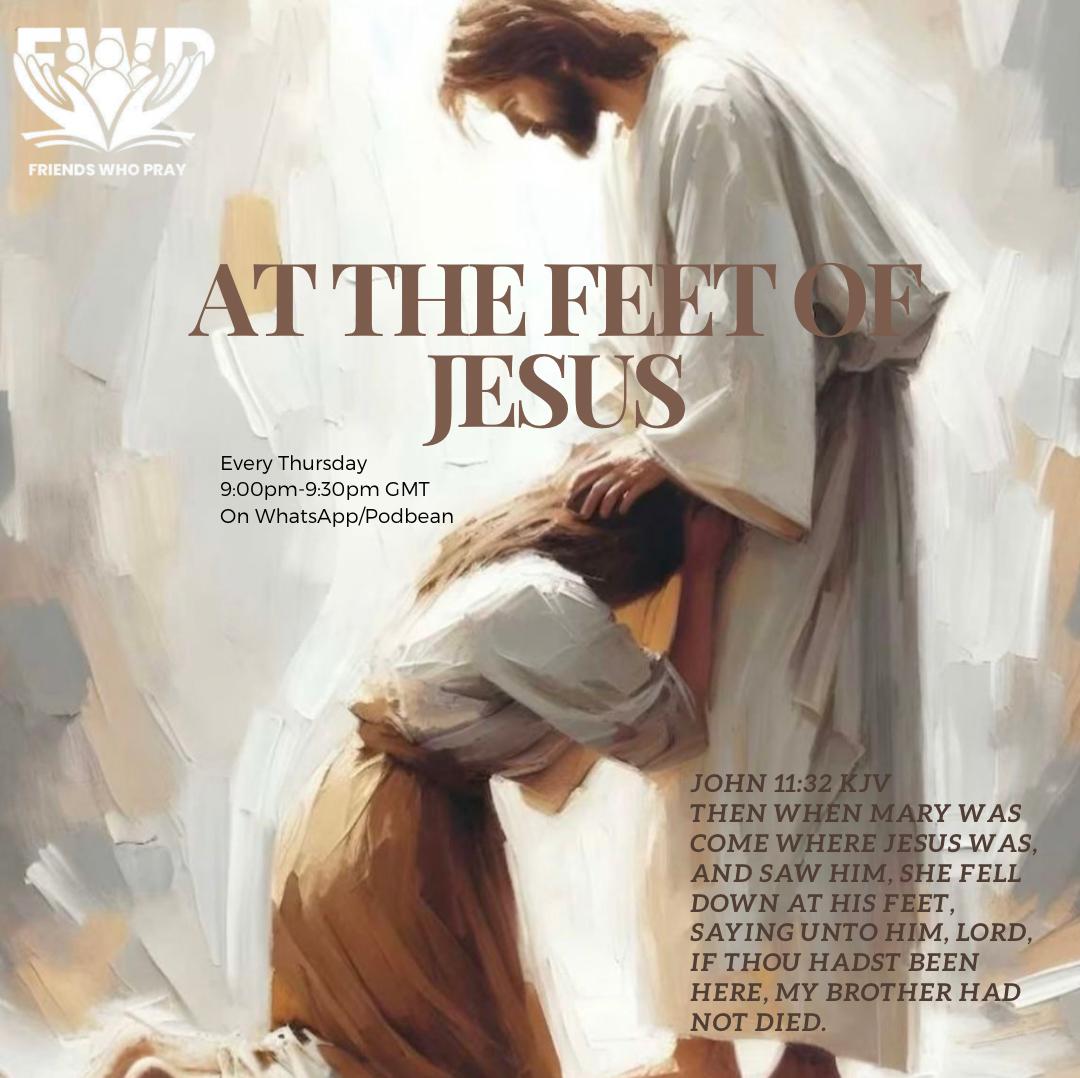 FWP
FRIENDS WHO PRAY
AT THE FEET OF
JESUS
Every Thursday
9:00pm-9:30pm GMT
On WhatsApp/Podbean
JOHN 11:32 KJV
THEN WHEN MARY WAS
COME WHERE JESUS WAS,
AND SAW HIM, SHE FELL
DOWN AT HIS FEET,
SAYING UNTO HIM, LORD,
IF THOU HADST BEEN
HERE, MY BROTHER HAD
NOT DIED.